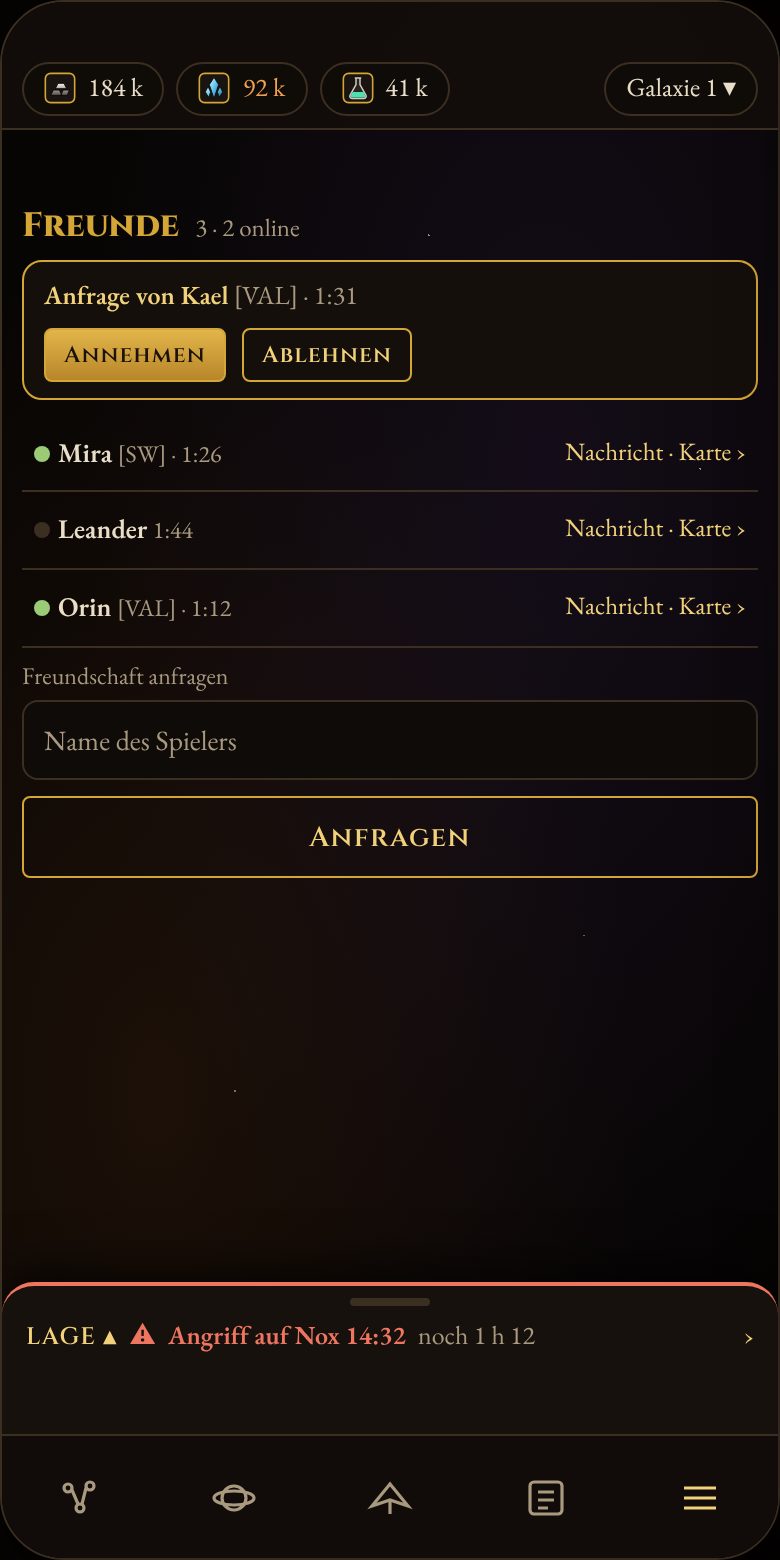 184 k 92 k 41 k Galaxie 1 ▼
FREUNDE 3 · 2 online
Anfrage von Kael [VAL] · 1:31
ANNEHMEN ABLEHNEN
Mira [SW] · 1:26 Nachricht · Karte ›
Leander 1:44 Nachricht · Karte ›
Orin [VAL] · 1:12 Nachricht · Karte ›
Freundschaft anfragen
Name des Spielers
ANFRAGEN
LAGE ▲ Angriff auf Nox 14:32 noch 1 h 12 ›